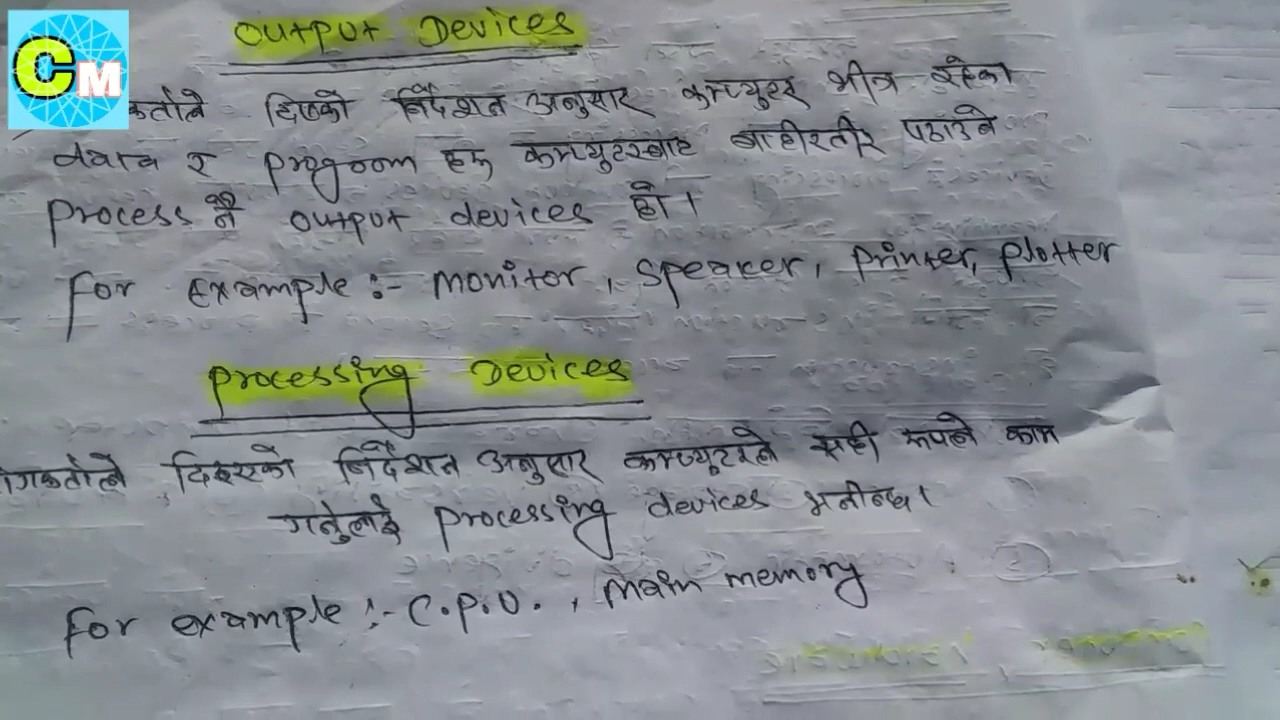 CM
Output Devices
कर्ताले दिएको निर्देशन अनुसार कम्प्युटर भीत्र रहेका
data र program हरू कम्प्युटरबाट बाहीरतीर पठाउने
process नै output devices हो।
for example :- monitor, speaker, printer, plotter
Processing Devices
गकर्ताले दिइएको निर्देशन अनुसार कम्प्युटरले सही रूपले काम
गर्नुलाई processing devices भनीन्छ।
for example :- C.P.U., main memory